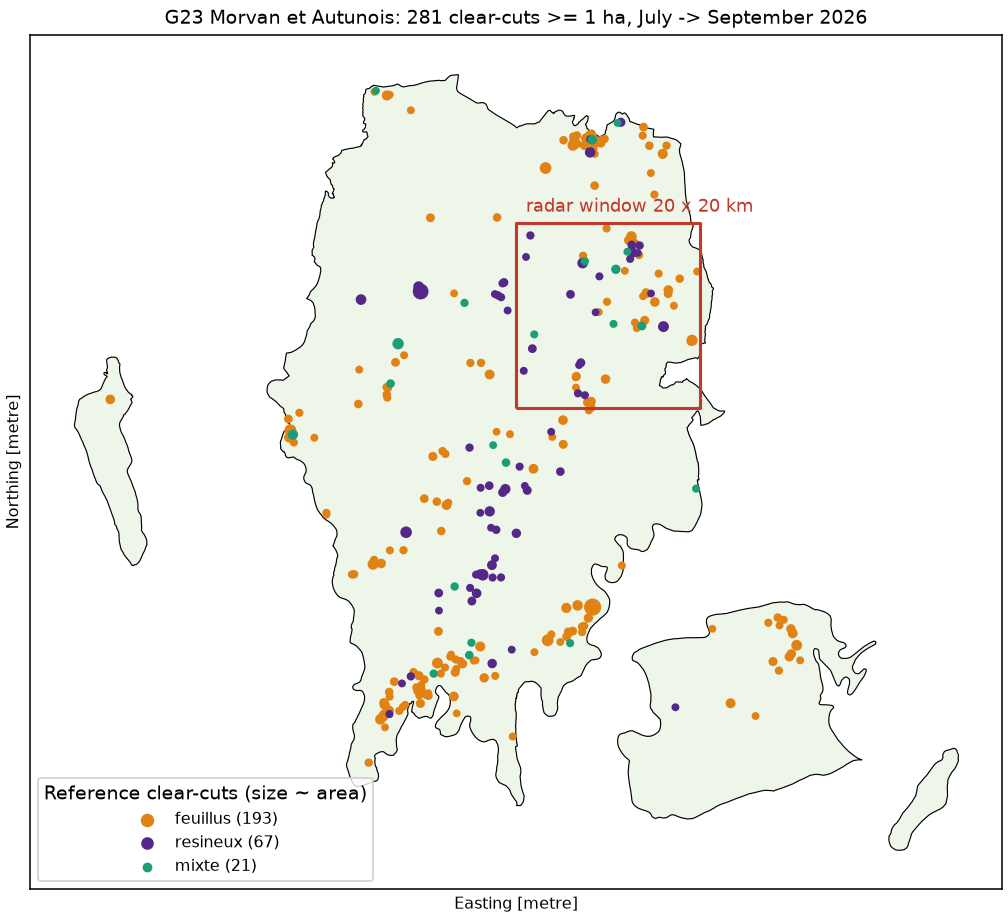 G23 Morvan et Autunois: 281 clear-cuts >= 1 ha, July -> September 2026
radar window 20 x 20 km
Northing [metre]
Reference clear-cuts (size ~ area)
feuillus (193)
resineux (67)
mixte (21)
Easting [metre]